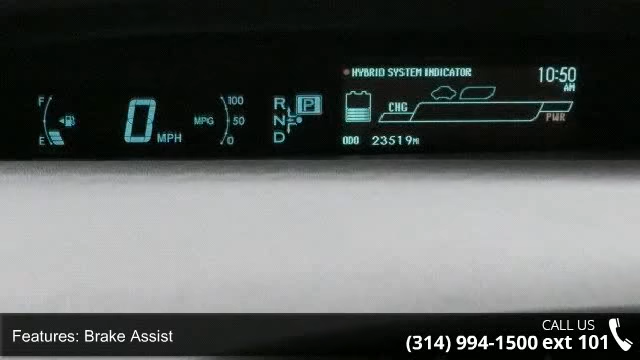 HYBRID SYSTEM INDICATOR
10:50
AM
F
E
0 MPH
MPG
100
50
0
R
N
D
P
CHG
PWR
ODO 23519MI
Features: Brake Assist
CALL US
(314) 994-1500 ext 101